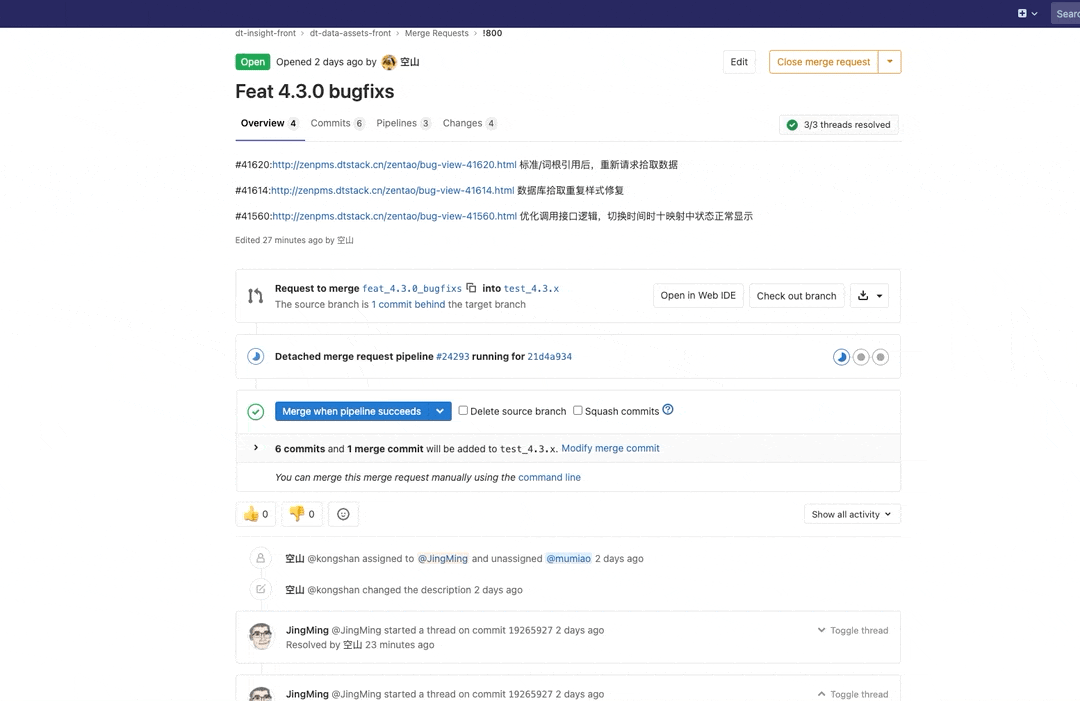 Sear
dt-insight-front › dt-data-assets-front › Merge Requests › !800
Open Opened 2 days ago by 空山 Edit Close merge request
Feat 4.3.0 bugfixs
Overview 4 Commits 6 Pipelines 3 Changes 4 3/3 threads resolved
#41620:http://zenpms.dtstack.cn/zentao/bug-view-41620.html 标准/词根引用后，重新请求拾取数据
#41614:http://zenpms.dtstack.cn/zentao/bug-view-41614.html 数据库拾取重复样式修复
#41560:http://zenpms.dtstack.cn/zentao/bug-view-41560.html 优化调用接口逻辑，切换时间时十映射中状态正常显示
Edited 27 minutes ago by 空山
Request to merge feat_4.3.0_bugfixs into test_4.3.x Open in Web IDE Check out branch
The source branch is 1 commit behind the target branch
Detached merge request pipeline #24293 running for 21d4a934
Merge when pipeline succeeds Delete source branch Squash commits
6 commits and 1 merge commit will be added to test_4.3.x. Modify merge commit
You can merge this merge request manually using the command line
0 0 Show all activity
空山 @kongshan assigned to @JingMing and unassigned @mumiao 2 days ago
空山 @kongshan changed the description 2 days ago
JingMing @JingMing started a thread on commit 19265927 2 days ago Toggle thread
Resolved by 空山 23 minutes ago
JingMing @JingMing started a thread on commit 19265927 2 days ago Toggle thread